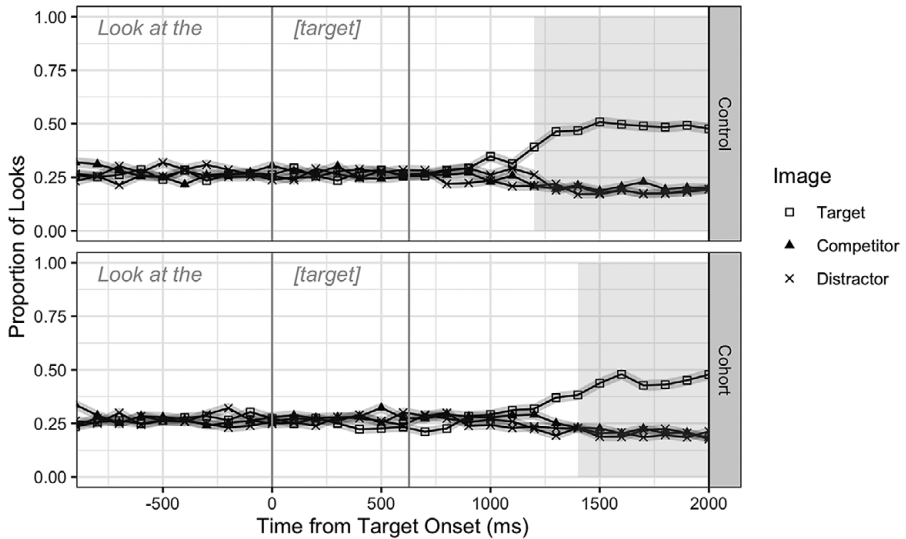 Proportion of Looks
1.00
0.75
0.50
0.25
0.00
Look at the [target]
Control
1.00
0.75
0.50
0.25
0.00
Look at the [target]
Cohort
-500 0 500 1000 1500 2000
Time from Target Onset (ms)
Image
Target
Competitor
Distractor